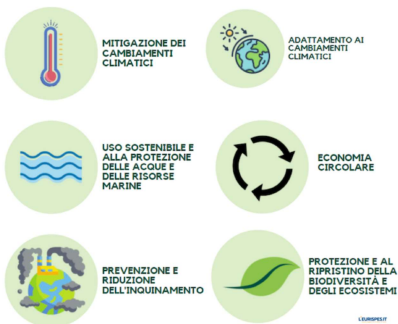 MITIGAZIONE DEI
CAMBIAMENTI
CLIMATICI
ADATTAMENTO AI
CAMBIAMENTI
CLIMATICI
USO SOSTENIBILE E
ALLA PROTEZIONE
DELLE ACQUE E
DELLE RISORSE
MARINE
ECONOMIA
CIRCOLARE
PREVENZIONE E
RIDUZIONE
DELL'INQUINAMENTO
PROTEZIONE E AL
RIPRISTINO DELLA
BIODIVERSITÀ E
DEGLI ECOSISTEMI
L'EURISPES.IT